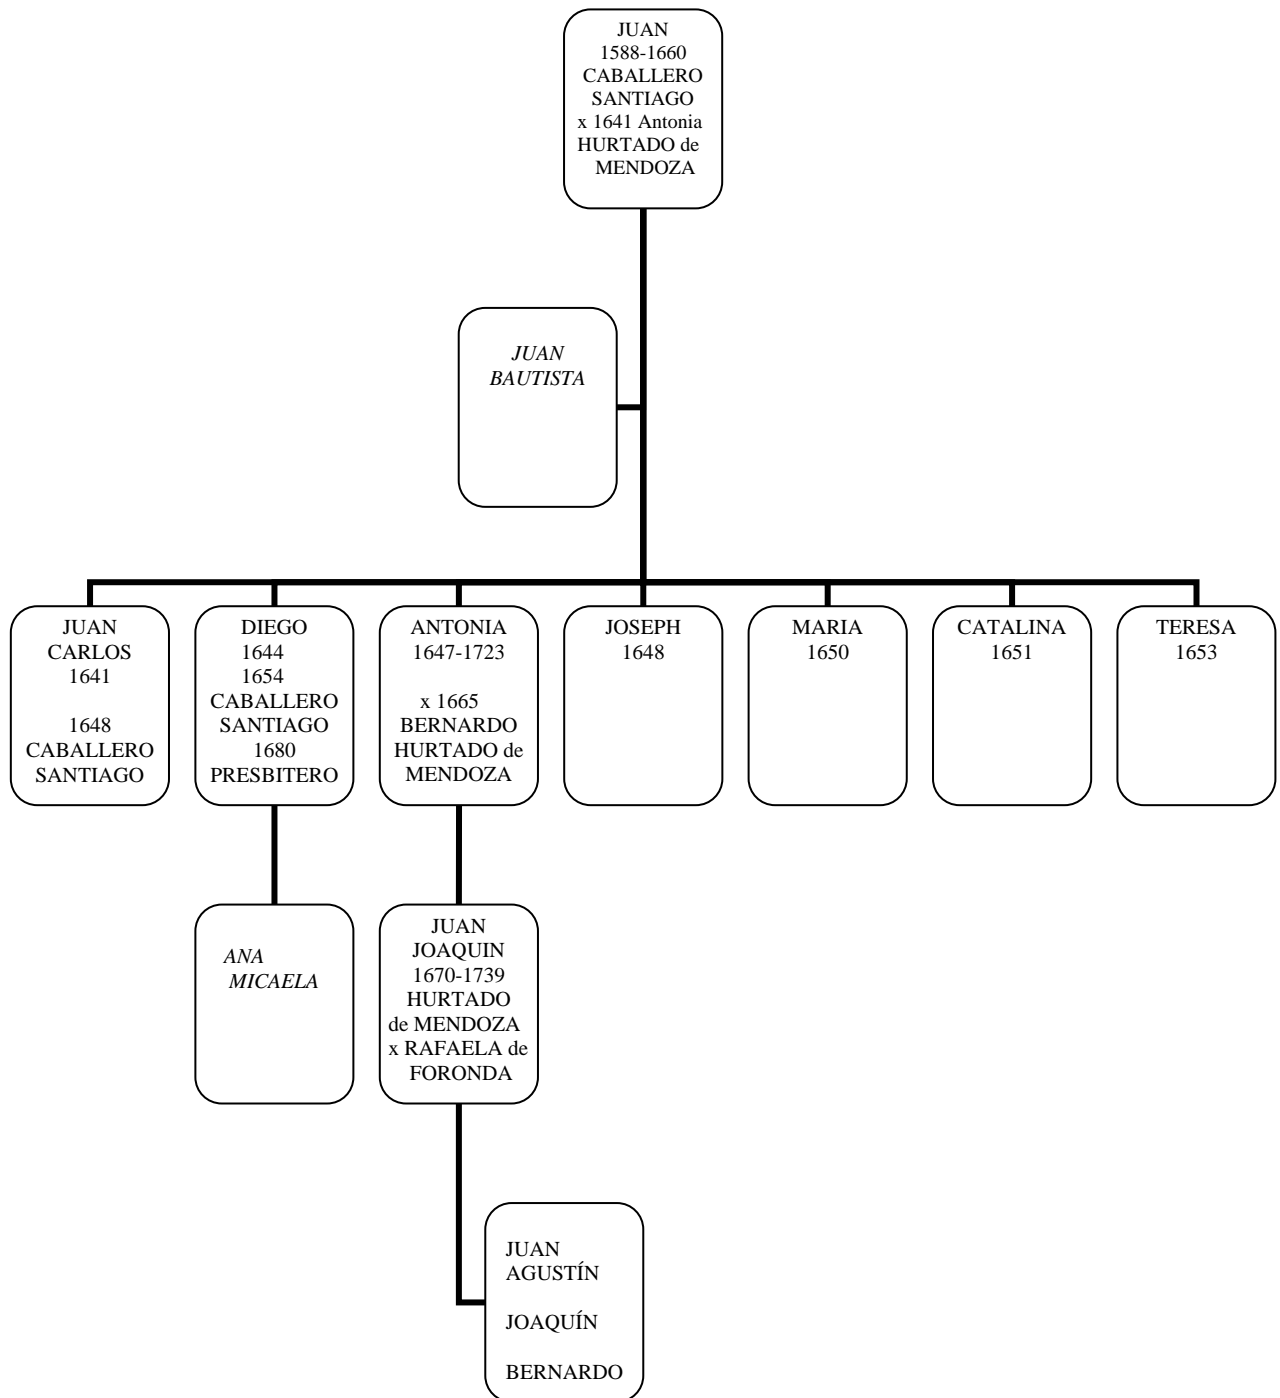 JUAN
1588-1660
CABALLERO
SANTIAGO
x 1641 Antonia
HURTADO de
MENDOZA
JUAN
BAUTISTA
JUAN
CARLOS
1641
1648
CABALLERO
SANTIAGO
DIEGO
1644
1654
CABALLERO
SANTIAGO
1680
PRESBITERO
ANTONIA
1647-1723
x 1665
BERNARDO
HURTADO de
MENDOZA
JOSEPH
1648
MARIA
1650
CATALINA
1651
TERESA
1653
ANA
MICAELA
JUAN
JOAQUIN
1670-1739
HURTADO
de MENDOZA
x RAFAELA de
FORONDA
JUAN
AGUSTÍN
JOAQUÍN
BERNARDO